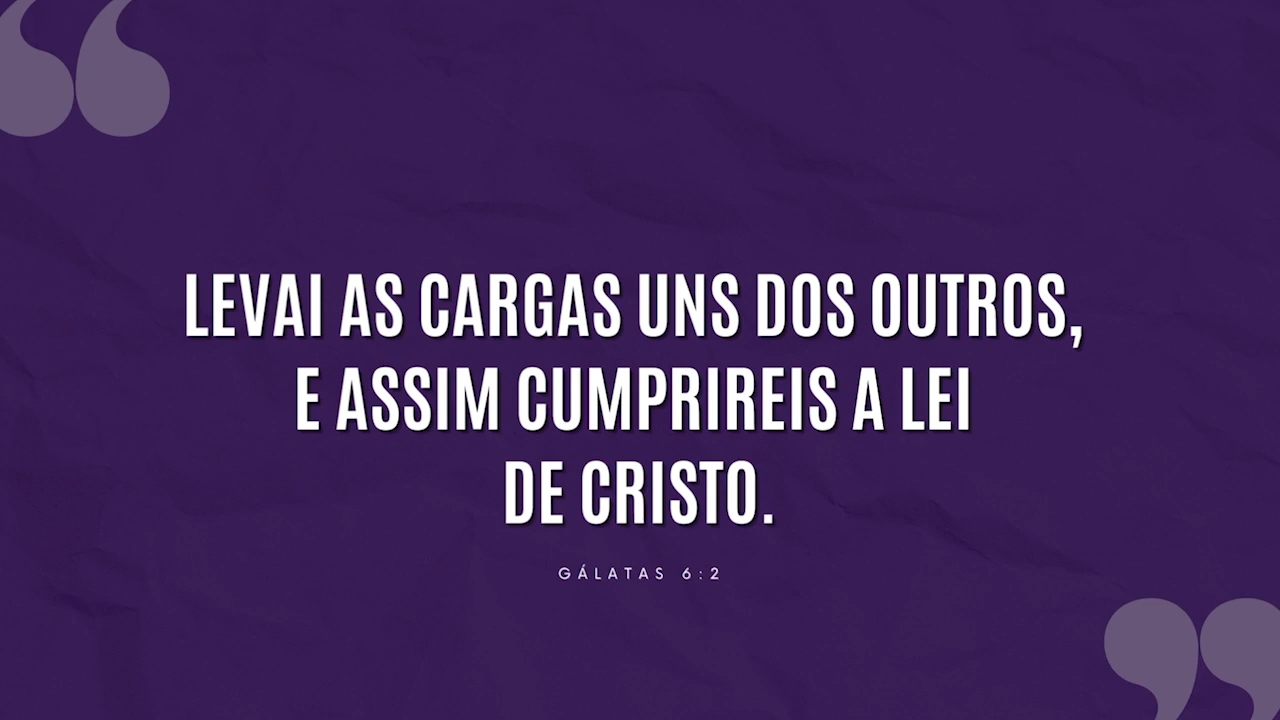 LEVAI AS CARGAS UNS DOS OUTROS,
E ASSIM CUMPRIREIS A LEI
DE CRISTO.
GÁLATAS 6:2